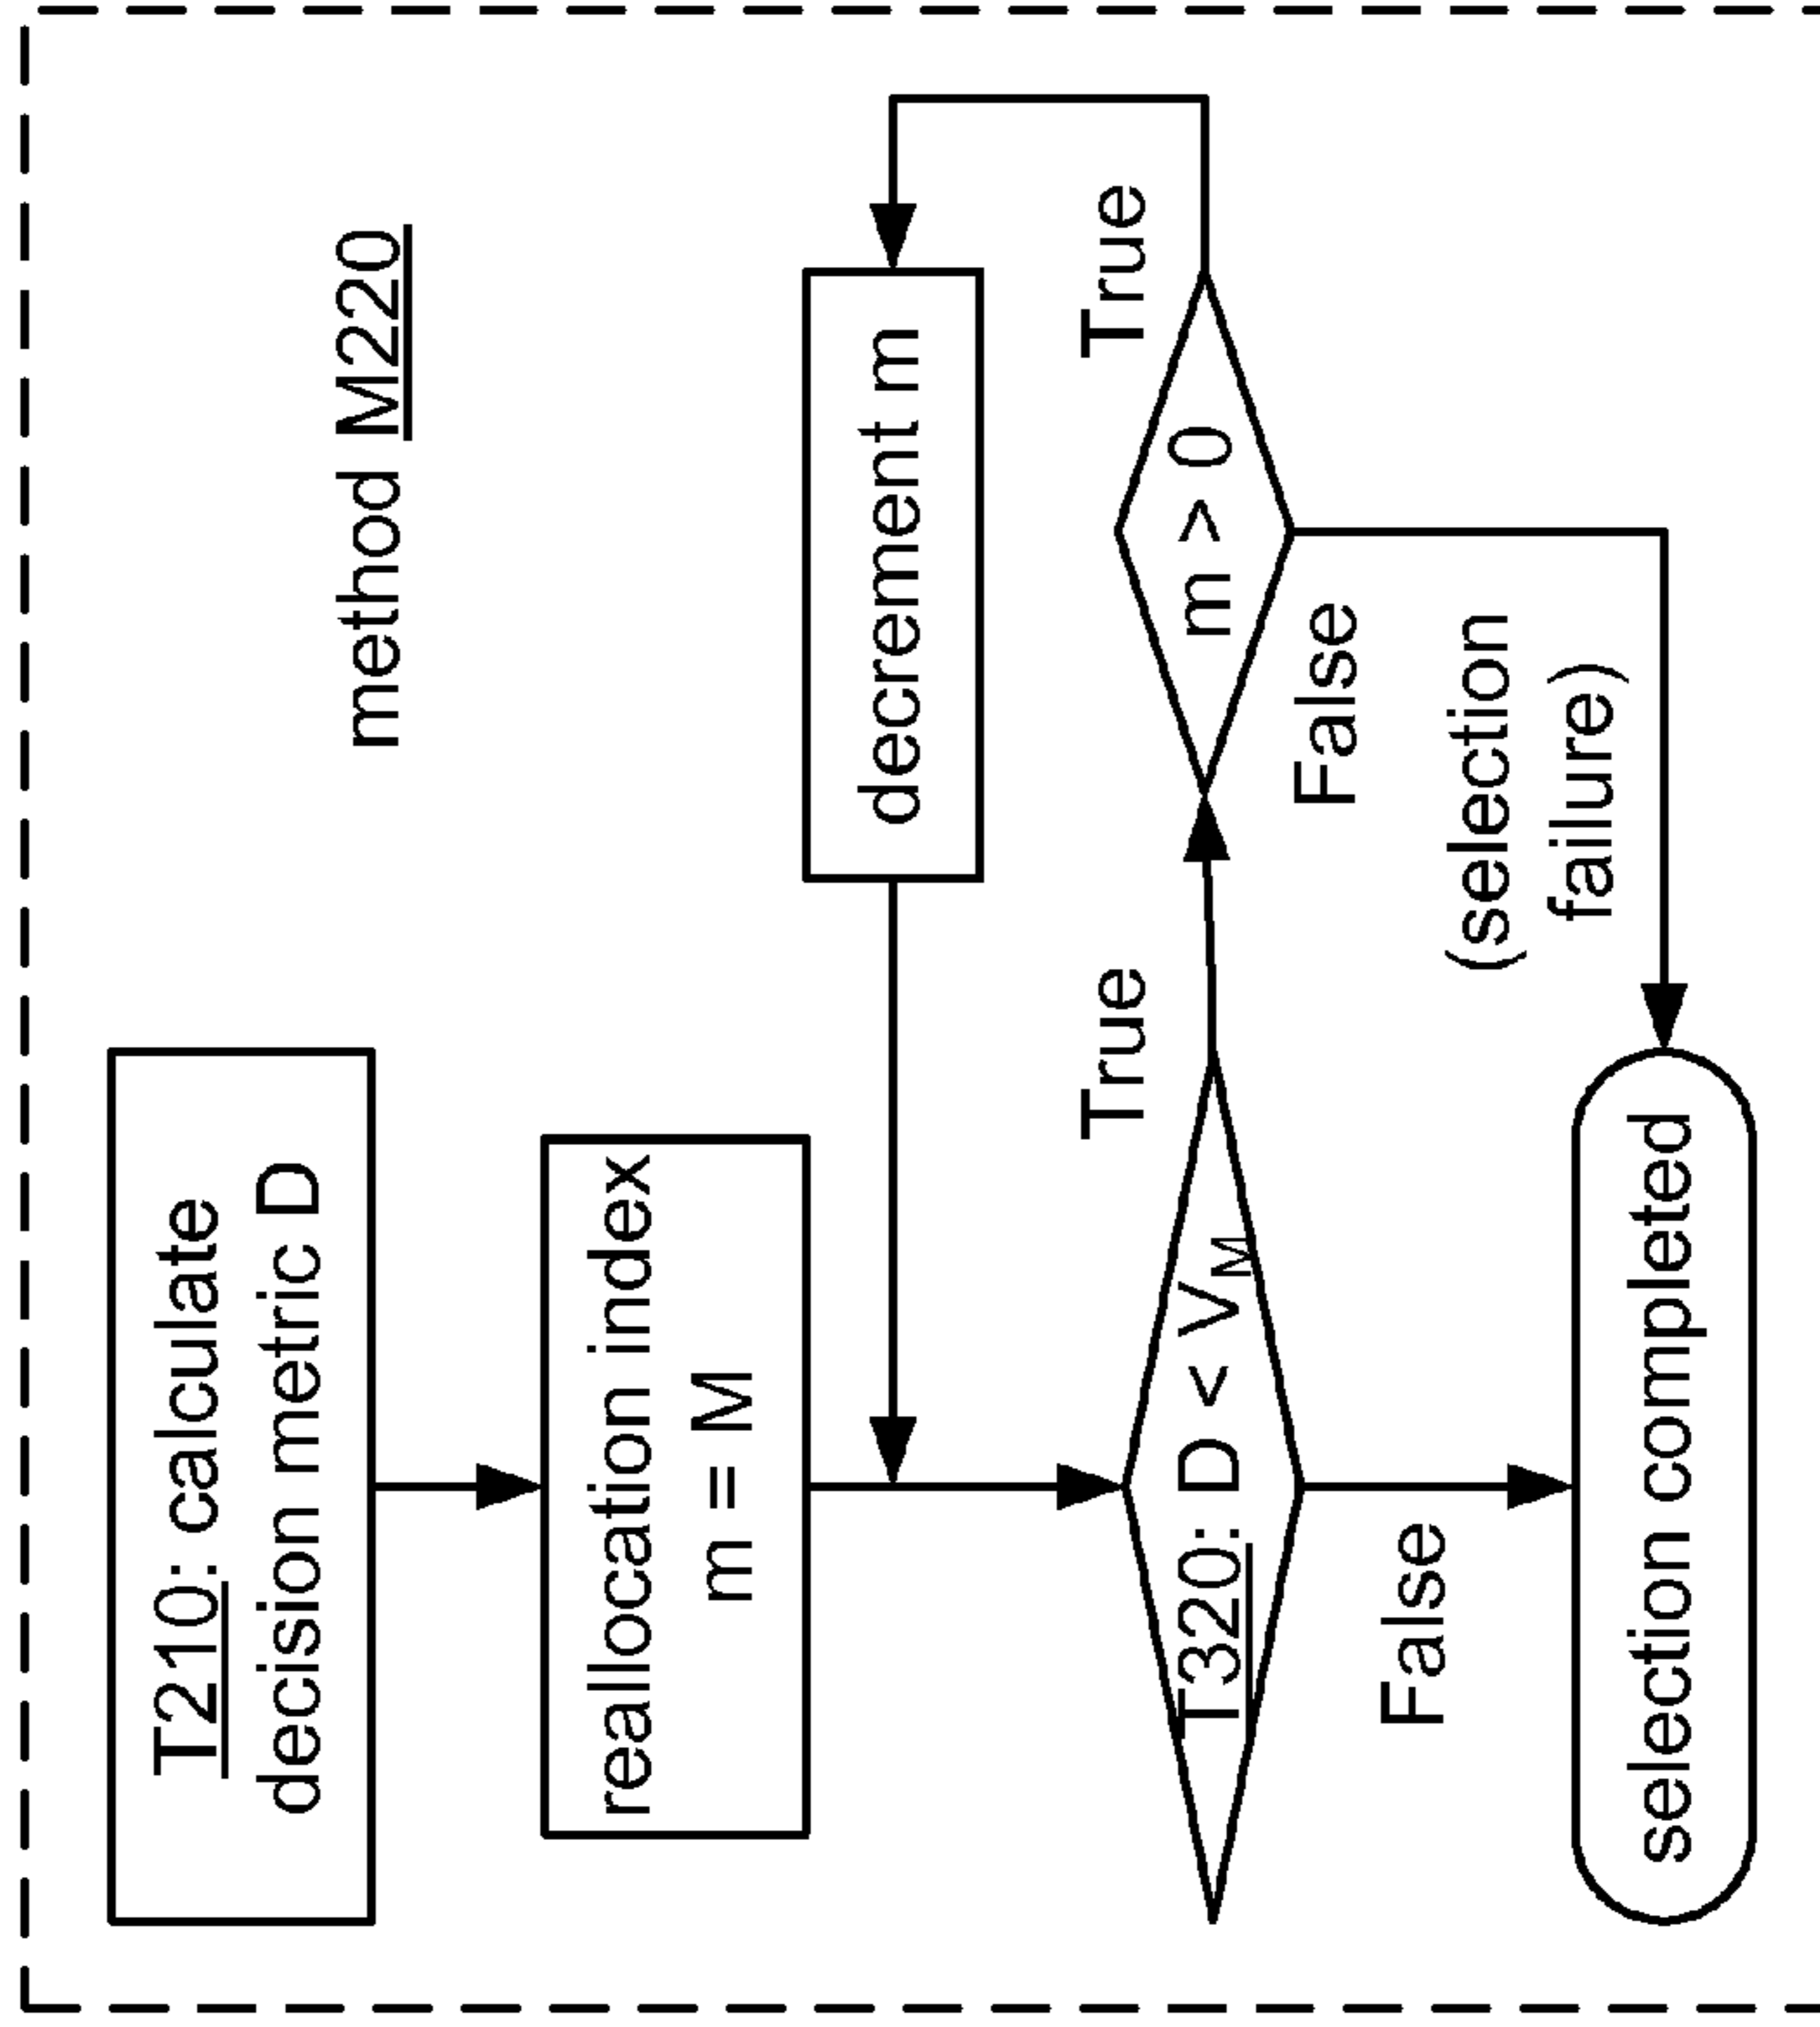 method M220
T210: calculate
decision metric D
reallocation index
m = M
decrement m
T320: D < VM
True
m > 0
True
False
False
(selection
failure)
selection completed